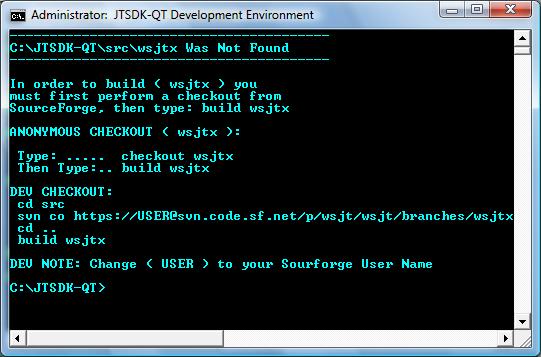 Administrator: JTSDK-QT Development Environment
----------------------------------------
C:\JTSDK-QT\src\wsjtx Was Not Found
----------------------------------------
In order to build ( wsjtx ) you
must first perform a checkout from
SourceForge, then type: build wsjtx
ANONYMOUS CHECKOUT ( wsjtx ):
Type: ..... checkout wsjtx
Then Type:.. build wsjtx
DEV CHECKOUT:
cd src
svn co https://USER@svn.code.sf.net/p/wsjt/wsjt/branches/wsjtx
cd ..
build wsjtx
DEV NOTE: Change ( USER ) to your Sourforge User Name
C:\JTSDK-QT>